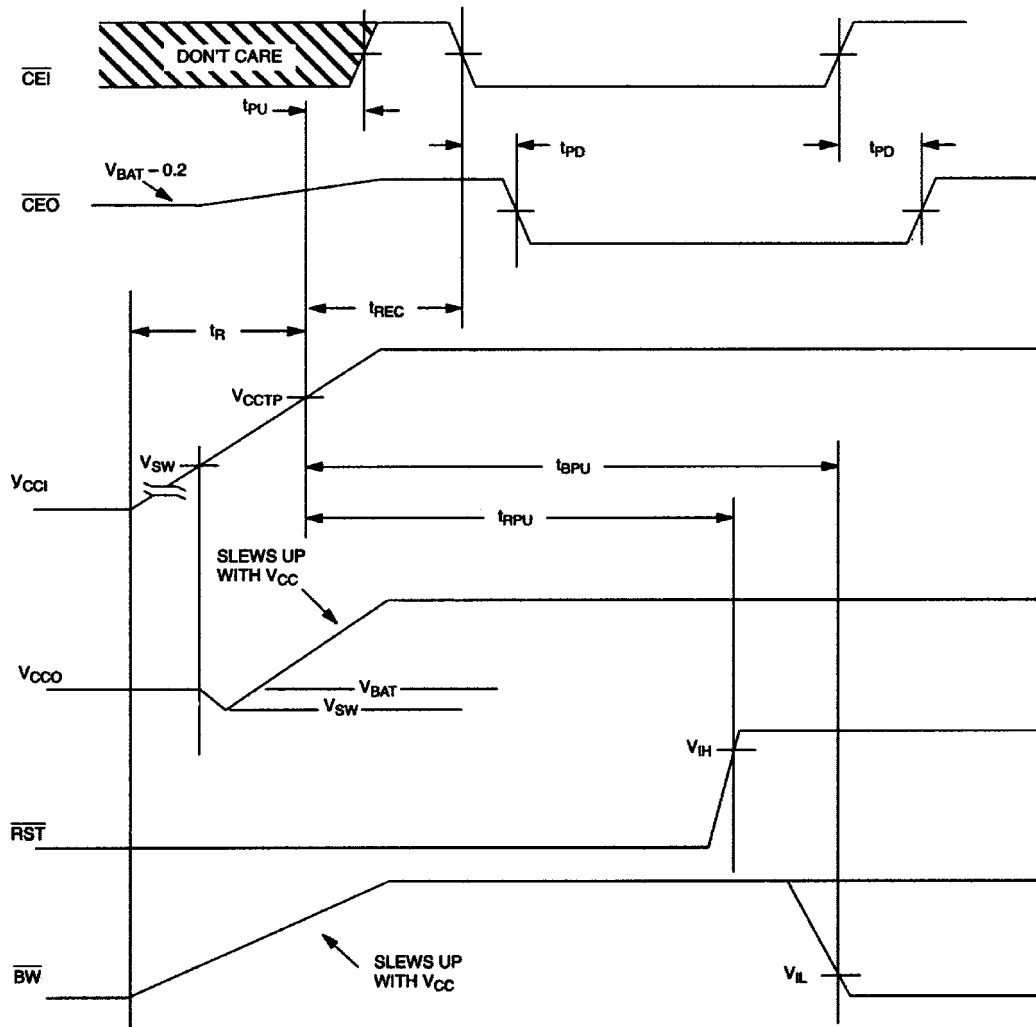 DON'T CARE
CEI
tPU
tPD
tPD
VBAT – 0.2
CEO
tREC
tR
VCCTP
VSW
tBPU
VCCI
tRPU
SLEWS UP
WITH VCC
VCCO
VBAT
VSW
VIH
RST
SLEWS UP
WITH VCC
BW
VIL